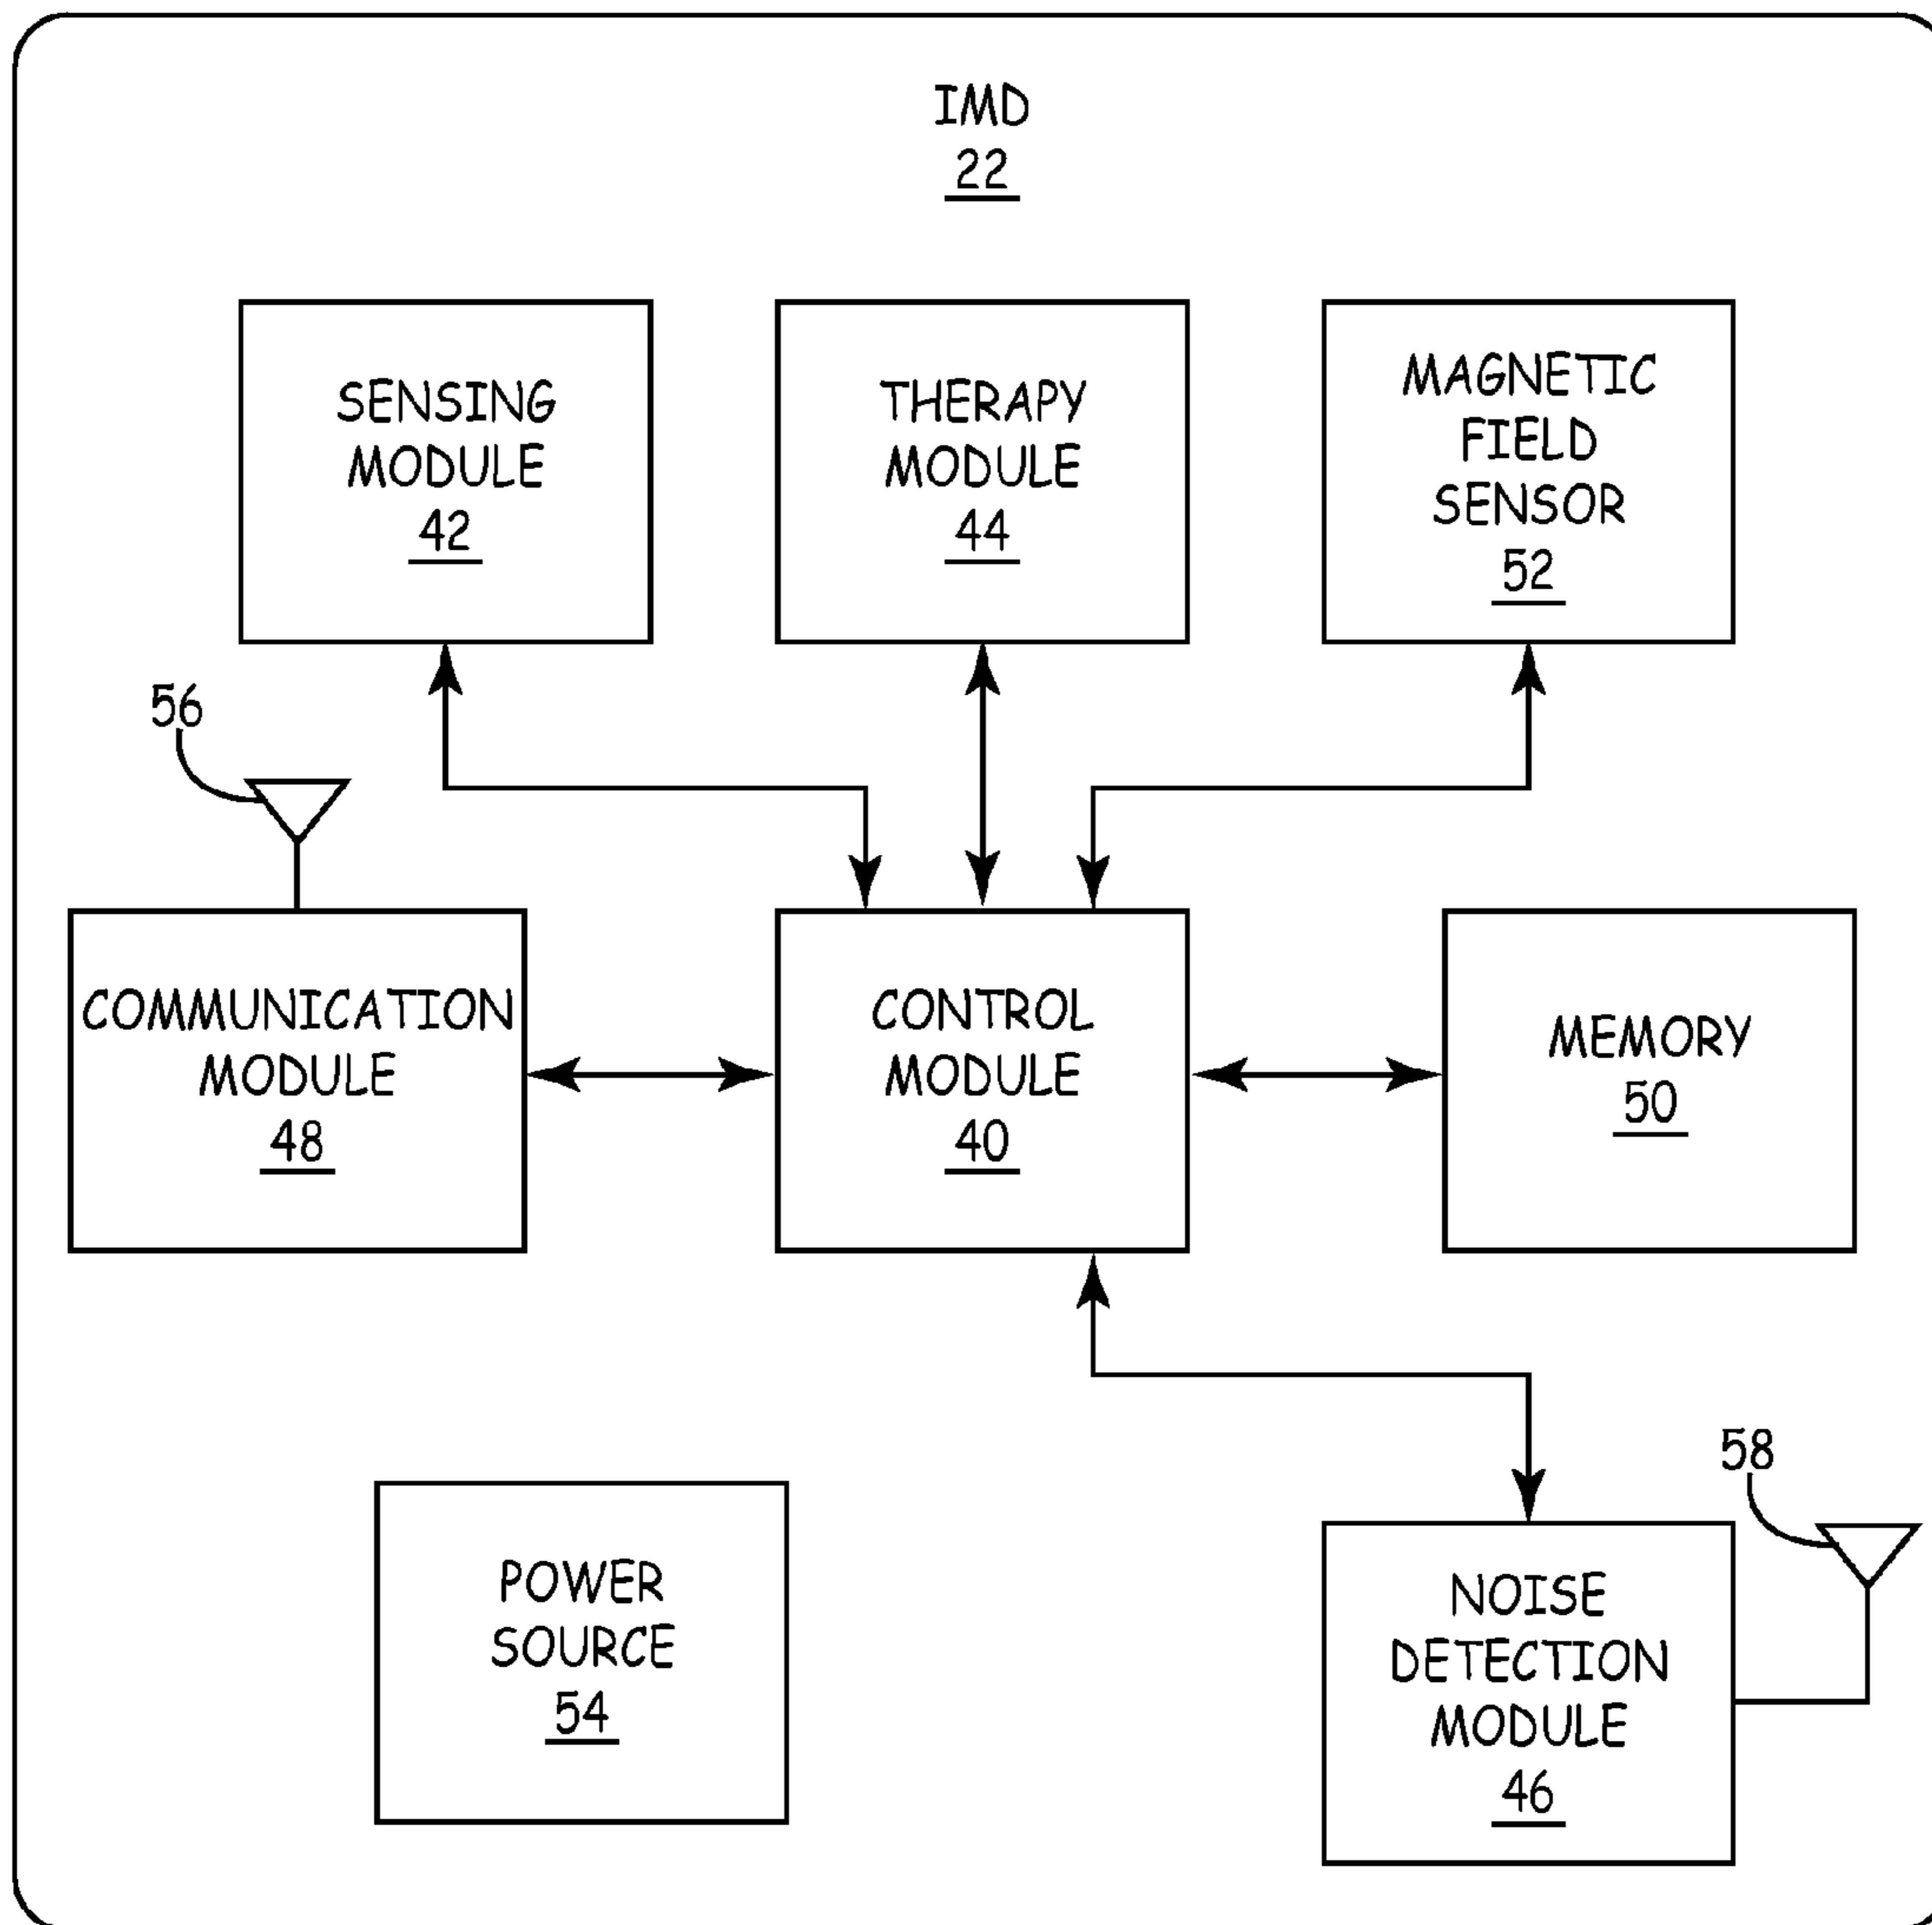 IMD
22
SENSING
MODULE
42
THERAPY
MODULE
44
MAGNETIC
FIELD
SENSOR
52
56
COMMUNICATION
MODULE
48
CONTROL
MODULE
40
MEMORY
50
POWER
SOURCE
54
58
NOISE
DETECTION
MODULE
46